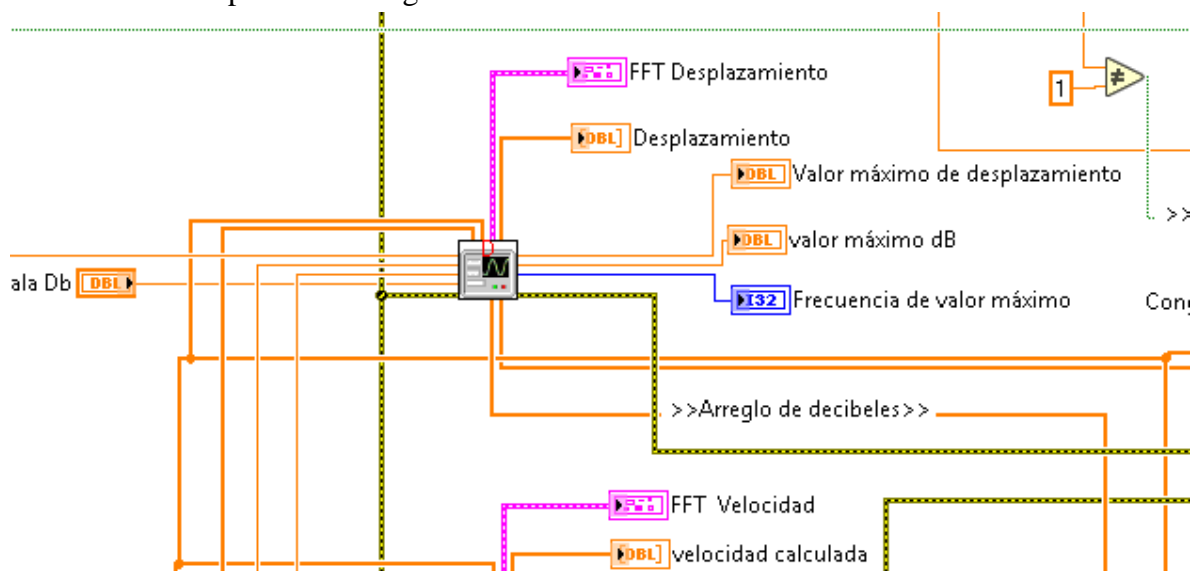 FFT Desplazamiento
1
DBL Desplazamiento
DBL Valor máximo de desplazamiento
>>
DBL valor máximo dB
ala Db DBL
I32 Frecuencia de valor máximo
Con
>>Arreglo de decibeles>>
FFT Velocidad
DBL velocidad calculada